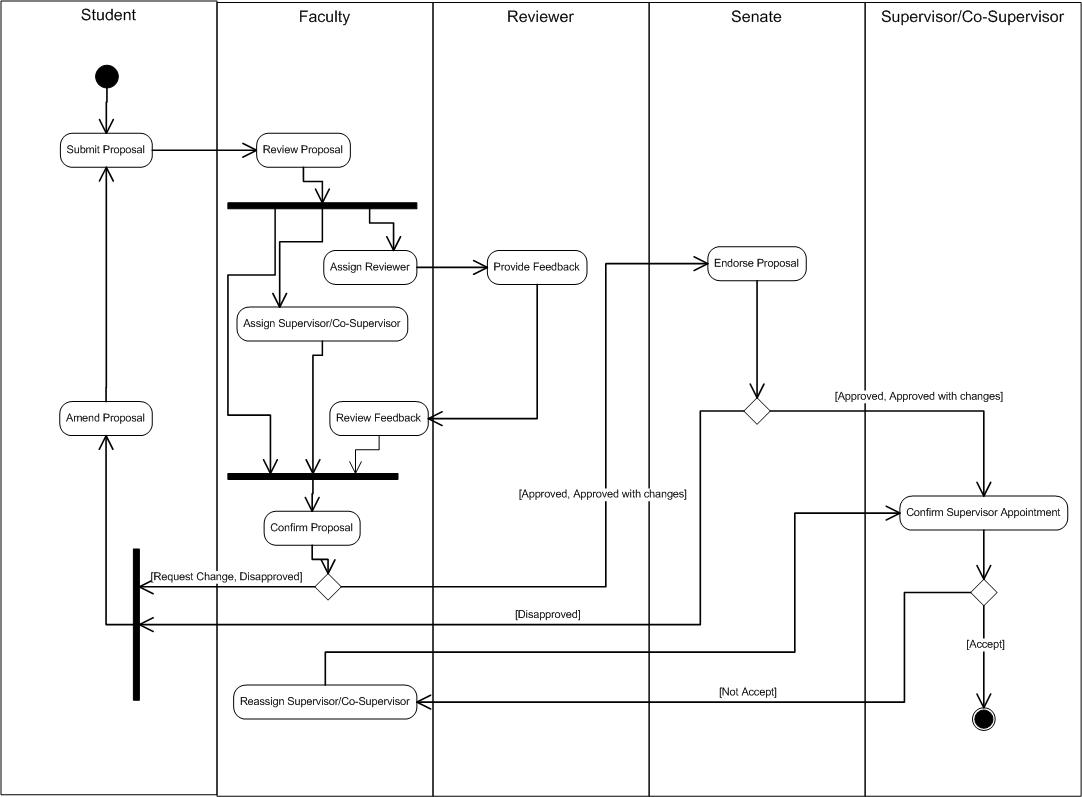 Student
Faculty
Reviewer
Senate
Supervisor/Co-Supervisor
Submit Proposal
Review Proposal
Assign Reviewer
Provide Feedback
Endorse Proposal
Assign Supervisor/Co-Supervisor
[Approved, Approved with changes]
Amend Proposal
Review Feedback
[Approved, Approved with changes]
Confirm Supervisor Appointment
Confirm Proposal
[Request Change, Disapproved]
[Disapproved]
[Accept]
[Not Accept]
Reassign Supervisor/Co-Supervisor